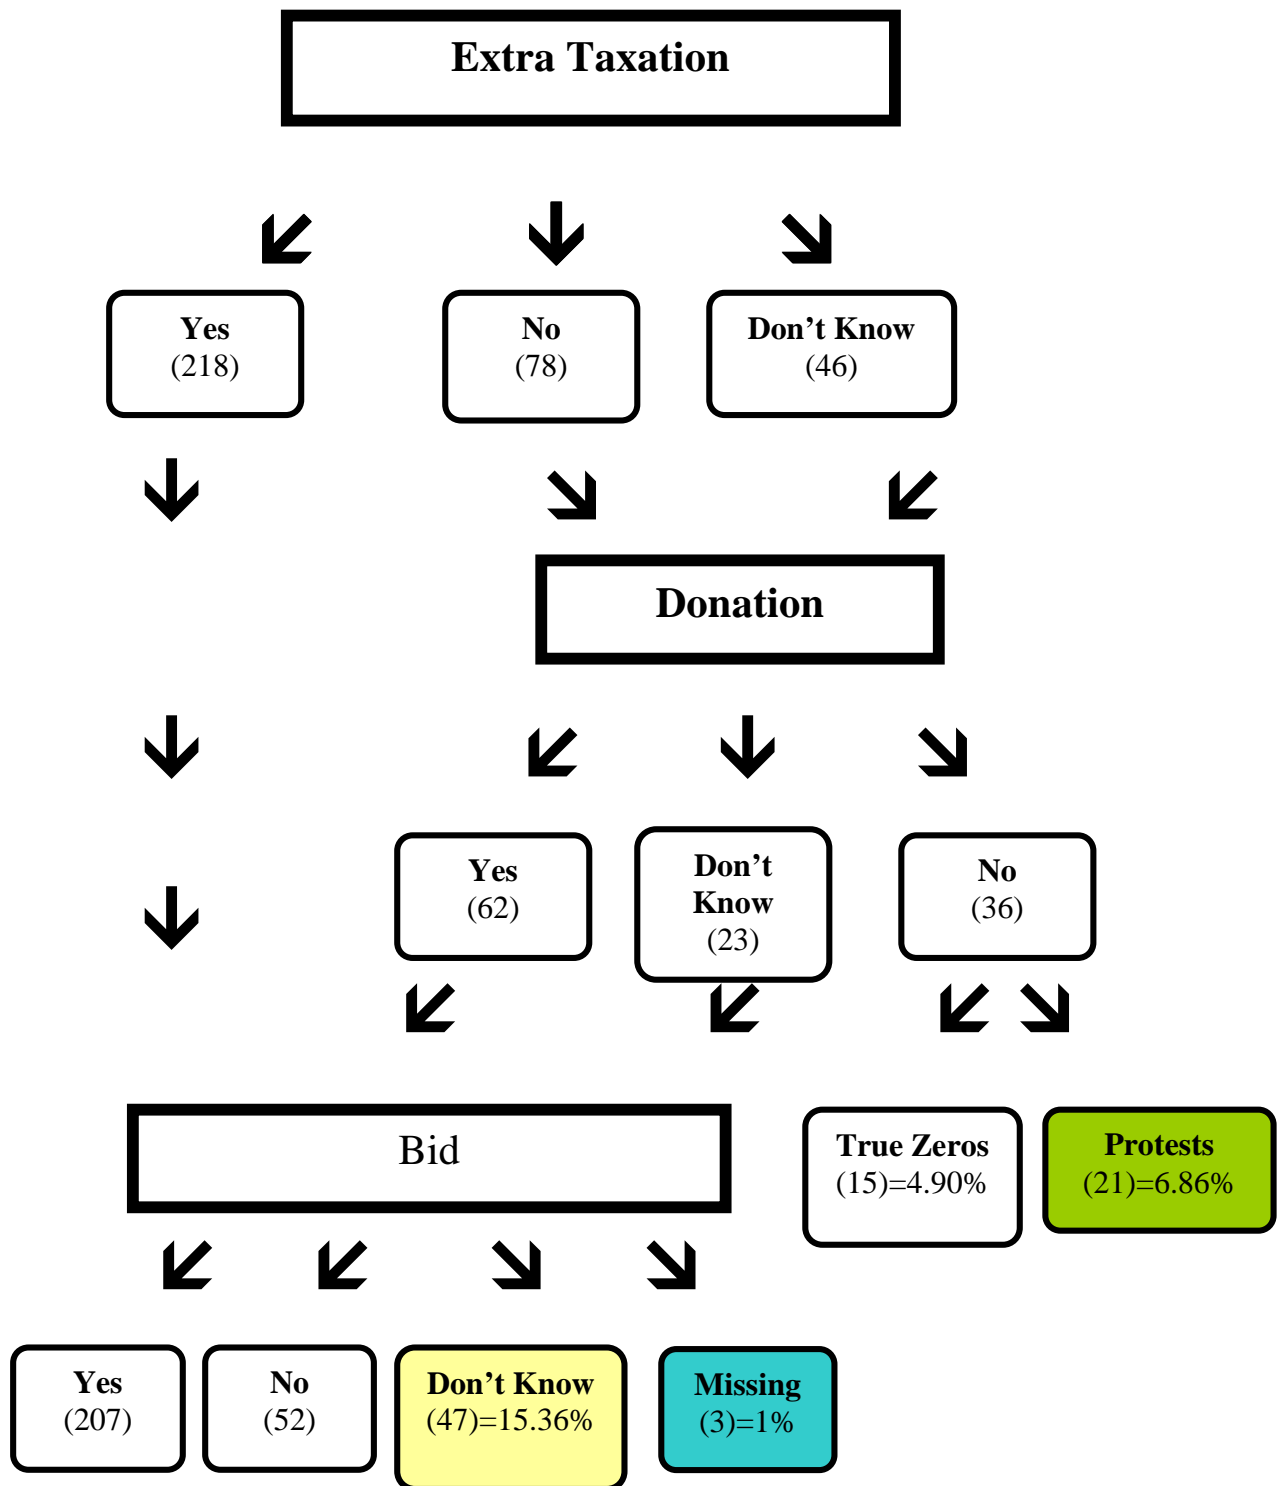 Extra Taxation
Yes
(218)
No
(78)
Don’t Know
(46)
Donation
Yes
(62)
Don’t
Know
(23)
No
(36)
Bid
True Zeros
(15)=4.90%
Protests
(21)=6.86%
Yes
(207)
No
(52)
Don’t Know
(47)=15.36%
Missing
(3)=1%